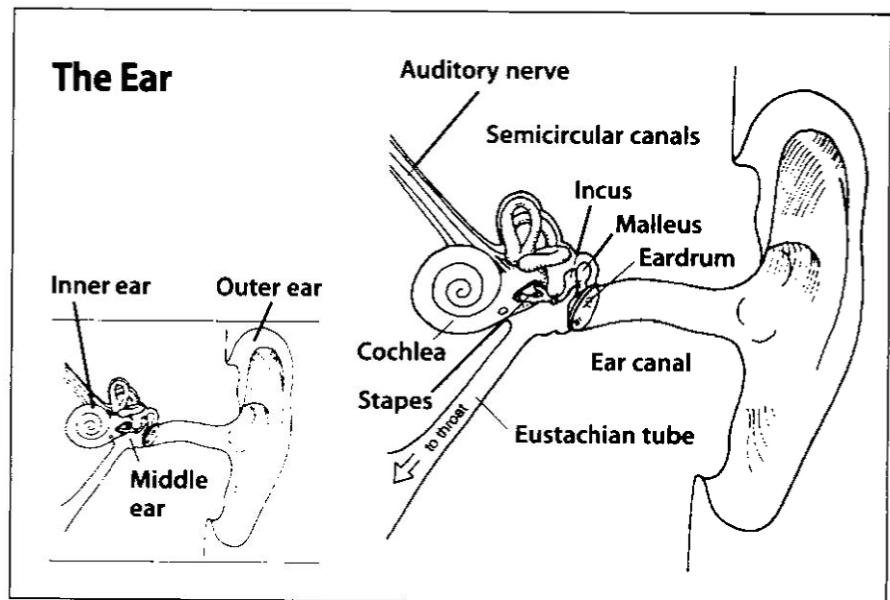 The Ear
Auditory nerve
Semicircular canals
Incus
Malleus
Eardrum
Inner ear
Outer ear
Cochlea
Ear canal
Stapes
to throat
Eustachian tube
Middle
ear